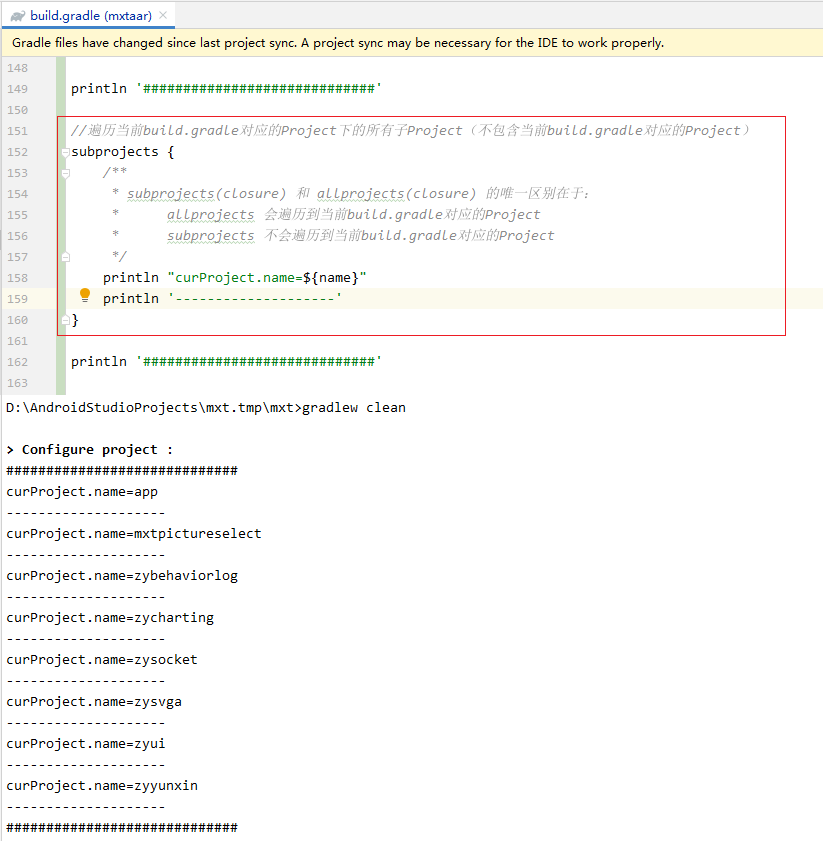 build.gradle (mxtaar) ×
Gradle files have changed since last project sync. A project sync may be necessary for the IDE to work properly.
148
149 println '#############################'
150
151 //遍历当前build.gradle对应的Project下的所有子Project（不包含当前build.gradle对应的Project）
152 subprojects {
153 /**
154 * subprojects(closure) 和 allprojects(closure) 的唯一区别在于：
155 * allprojects 会遍历到当前build.gradle对应的Project
156 * subprojects 不会遍历到当前build.gradle对应的Project
157 */
158 println "curProject.name=${name}"
159 println '--------------------'
160 }
161
162 println '#############################'
163
D:\AndroidStudioProjects\mxt.tmp\mxt>gradlew clean
> Configure project :
#############################
curProject.name=app
--------------------
curProject.name=mxtpictureselect
--------------------
curProject.name=zybehaviorlog
--------------------
curProject.name=zycharting
--------------------
curProject.name=zysocket
--------------------
curProject.name=zysvga
--------------------
curProject.name=zyui
--------------------
curProject.name=zyyunxin
--------------------
#############################